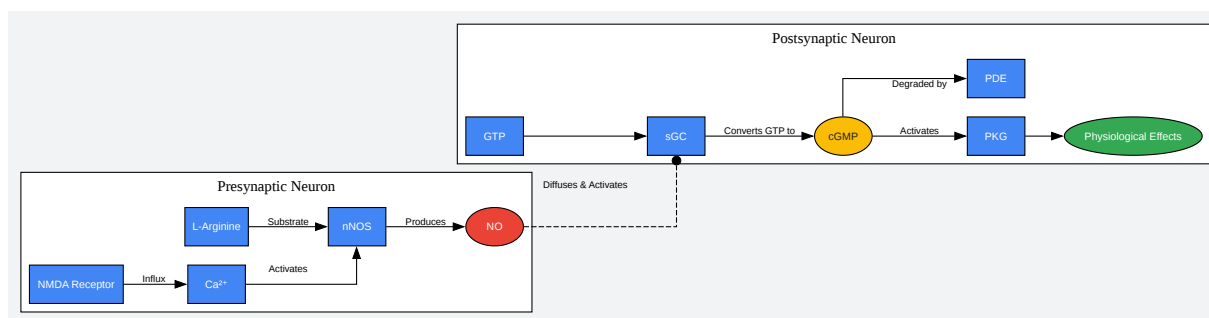 Postsynaptic Neuron
PDE
Degraded by
GTP
sGC
Converts GTP to
cGMP
Activates
PKG
Physiological Effects
Diffuses & Activates
Presynaptic Neuron
L-Arginine
Substrate
nNOS
Produces
NO
NMDA Receptor
Influx
Ca²⁺
Activates